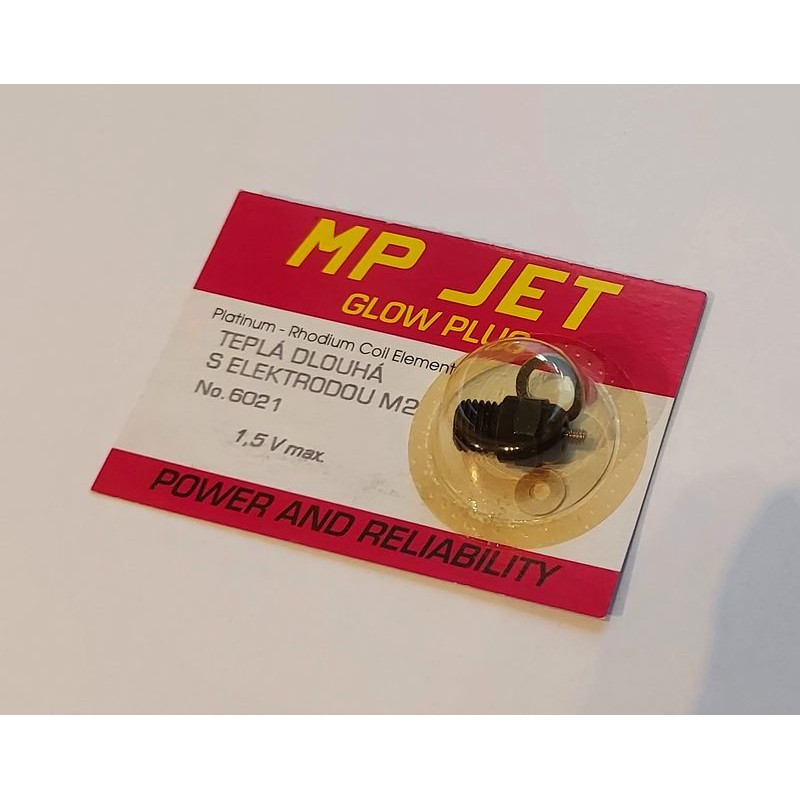 MP JET
GLOW PLUG
Platinum - Rhodium Coil Element
TEPLÁ DLOUHÁ
S ELEKTRODOU M2
No. 6021
1,5 V max.
POWER AND RELIABILITY